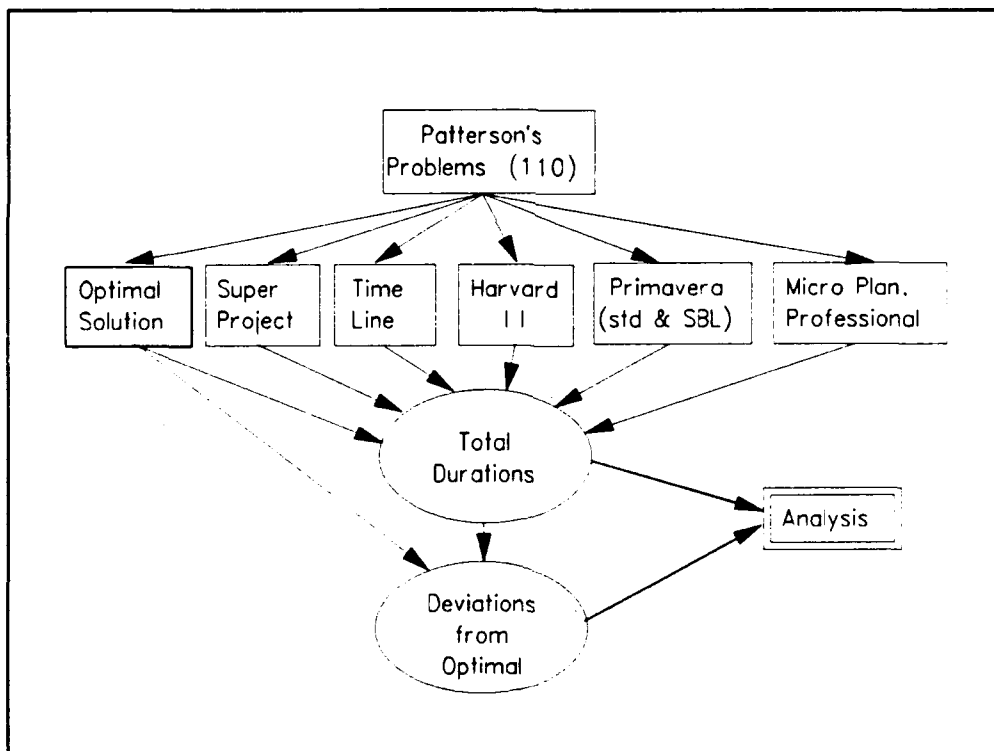 Patterson's
Problems (110)
Optimal
Solution
Super
Project
Time
Line
Harvard
II
Primavera
(std & SBL)
Micro Plan.
Professional
Total
Durations
Analysis
Deviations
from
Optimal